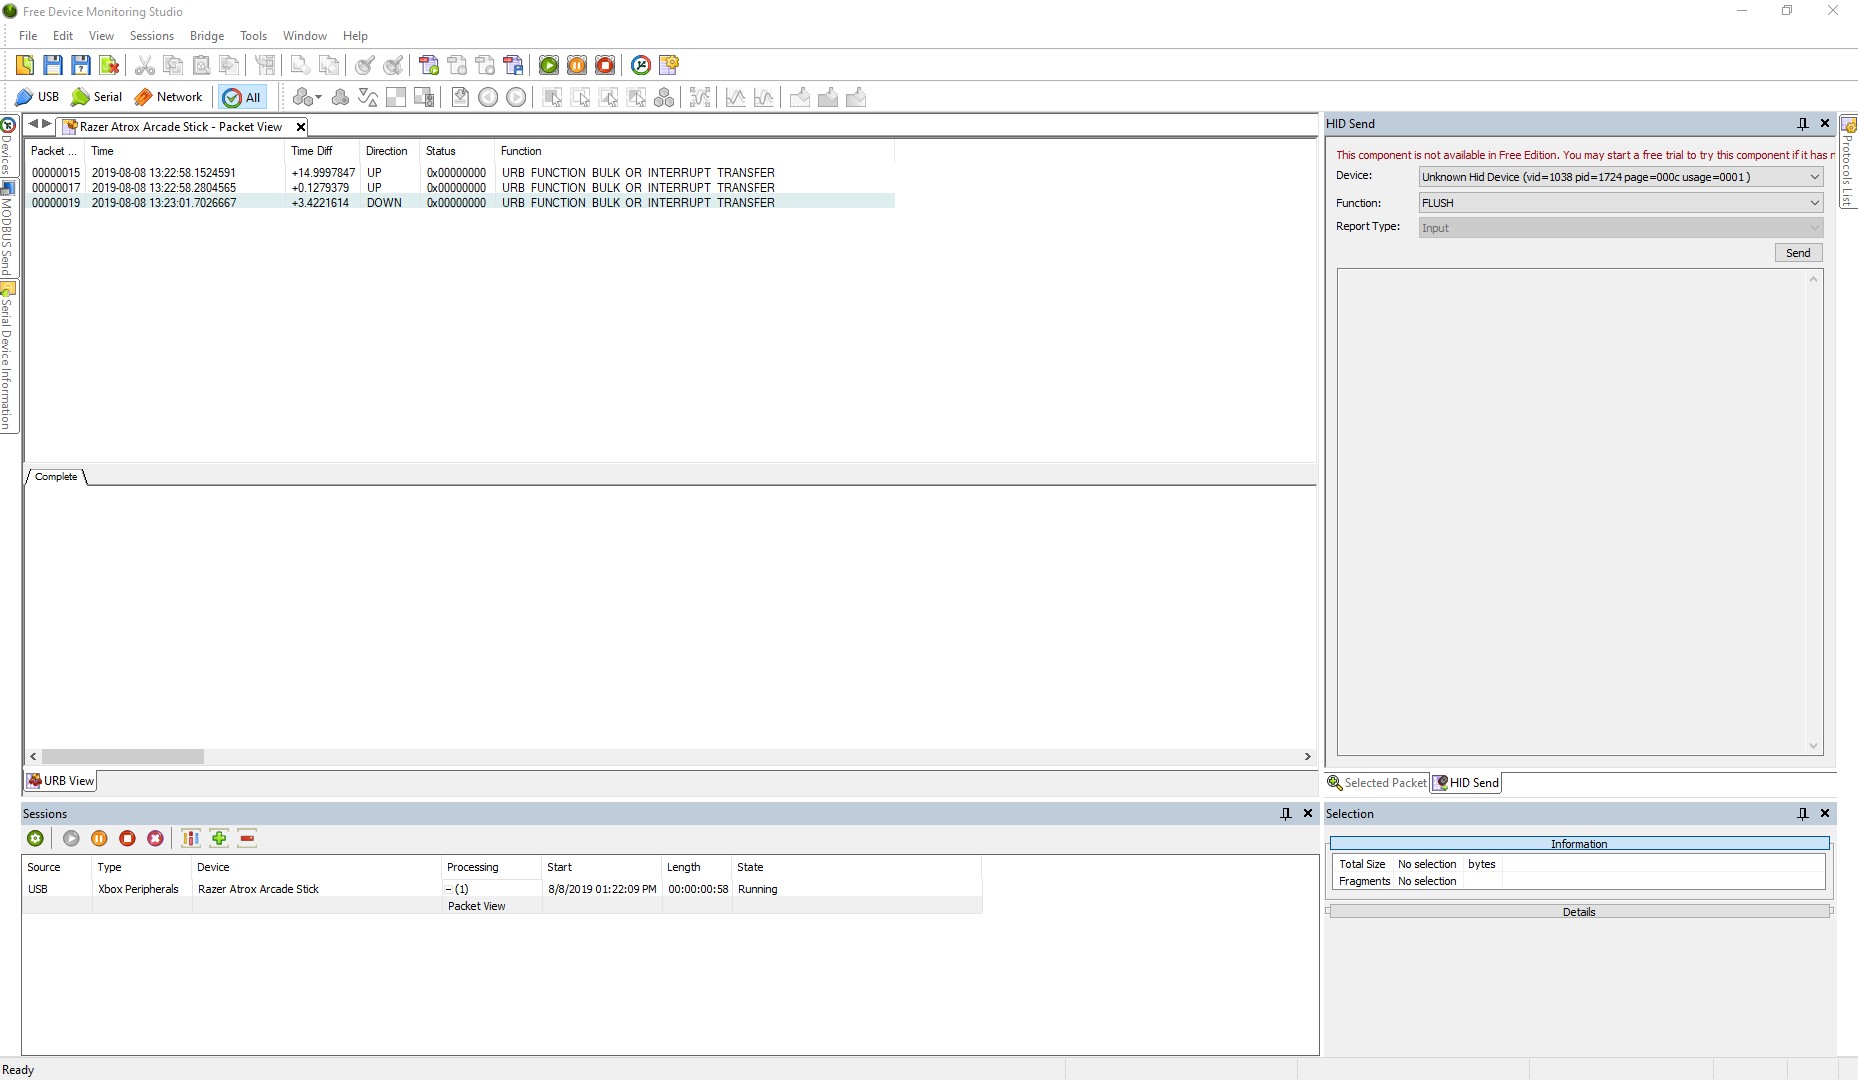 Free Device Monitoring Studio
File Edit View Sessions Bridge Tools Window Help
USB Serial Network All
Devices
MODBUS Send
Serial Device Information
Razer Atrox Arcade Stick - Packet View
Packet ... Time Time Diff Direction Status Function
00000015 2019-08-08 13:22:58.1524591 +14.9997847 UP 0x00000000 URB FUNCTION BULK OR INTERRUPT TRANSFER
00000017 2019-08-08 13:22:58.2804565 +0.1279379 UP 0x00000000 URB FUNCTION BULK OR INTERRUPT TRANSFER
00000019 2019-08-08 13:23:01.7026667 +3.4221614 DOWN 0x00000000 URB FUNCTION BULK OR INTERRUPT TRANSFER
Complete
URB View
HID Send
This component is not available in Free Edition. You may start a free trial to try this component if it has n
Device: Unknown Hid Device (vid=1038 pid=1724 page=000c usage=0001 )
Function: FLUSH
Report Type: Input
Send
Selected Packet HID Send
Protocols List
Sessions
Source Type Device Processing Start Length State
USB Xbox Peripherals Razer Atrox Arcade Stick (1) 8/8/2019 01:22:09 PM 00:00:00:58 Running
Packet View
Selection
Information
Total Size No selection bytes
Fragments No selection
Details
Ready